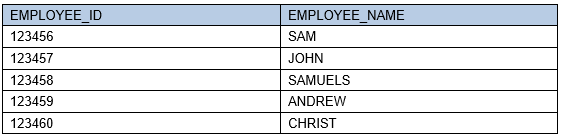 EMPLOYEE_ID EMPLOYEE_NAME
123456 SAM
123457 JOHN
123458 SAMUELS
123459 ANDREW
123460 CHRIST